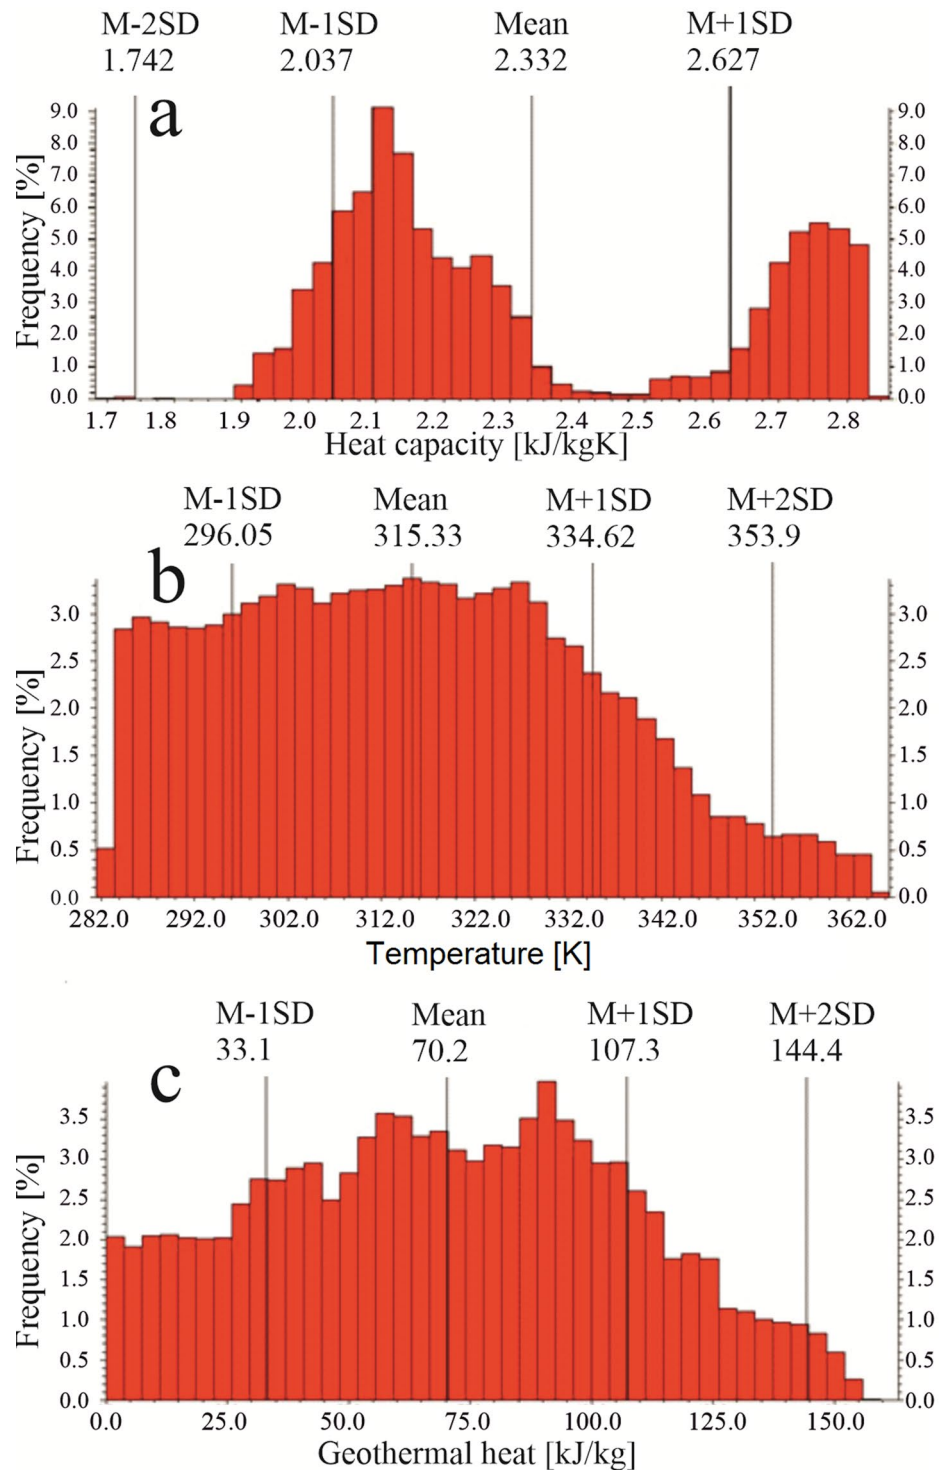 M-2SD M-1SD Mean M+1SD
1.742 2.037 2.332 2.627
a
Frequency [%]
9.0 9.0
8.0 8.0
7.0 7.0
6.0 6.0
5.0 5.0
4.0 4.0
3.0 3.0
2.0 2.0
1.0 1.0
0.0 0.0
1.7 1.8 1.9 2.0 2.1 2.2 2.3 2.4 2.5 2.6 2.7 2.8
Heat capacity [kJ/kgK]
M-1SD Mean M+1SD M+2SD
296.05 315.33 334.62 353.9
b
Frequency [%]
3.0 3.0
2.5 2.5
2.0 2.0
1.5 1.5
1.0 1.0
0.5 0.5
0.0 0.0
282.0 292.0 302.0 312.0 322.0 332.0 342.0 352.0 362.0
Temperature [K]
M-1SD Mean M+1SD M+2SD
33.1 70.2 107.3 144.4
c
Frequency [%]
3.5 3.5
3.0 3.0
2.5 2.5
2.0 2.0
1.5 1.5
1.0 1.0
0.5 0.5
0.0 0.0
0.0 25.0 50.0 75.0 100.0 125.0 150.0
Geothermal heat [kJ/kg]